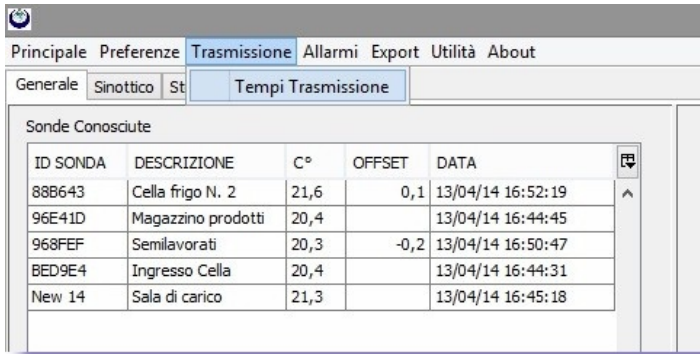 Principale Preferenze Trasmissione Allarmi Export Utilità About
Generale Sinottico St Tempi Trasmissione
Sonde Conosciute
ID SONDA DESCRIZIONE C° OFFSET DATA
88B643 Cella frigo N. 2 21,6 0,1 13/04/14 16:52:19
96E41D Magazzino prodotti 20,4 13/04/14 16:44:45
968FEF Semilavorati 20,3 -0,2 13/04/14 16:50:47
BED9E4 Ingresso Cella 20,4 13/04/14 16:44:31
New 14 Sala di carico 21,3 13/04/14 16:45:18